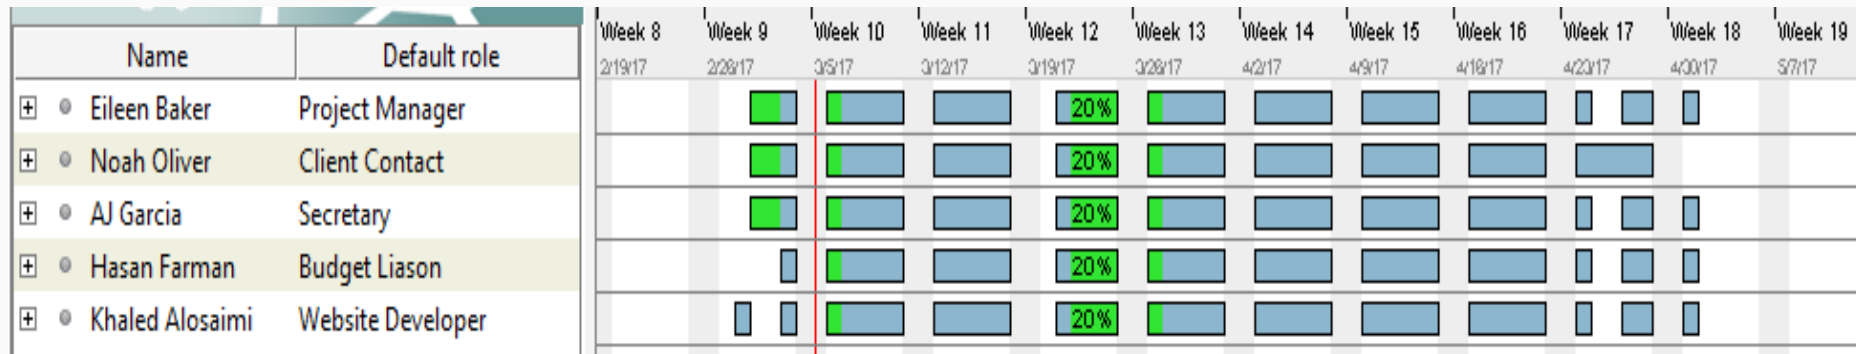 Name Default role
Week 8 Week 9 Week 10 Week 11 Week 12 Week 13 Week 14 Week 15 Week 16 Week 17 Week 18 Week 19
2/19/17 2/26/17 3/5/17 3/12/17 3/19/17 3/26/17 4/2/17 4/9/17 4/16/17 4/23/17 4/30/17 5/7/17
Eileen Baker Project Manager 20%
Noah Oliver Client Contact 20%
AJ Garcia Secretary 20%
Hasan Farman Budget Liason 20%
Khaled Alosaimi Website Developer 20%